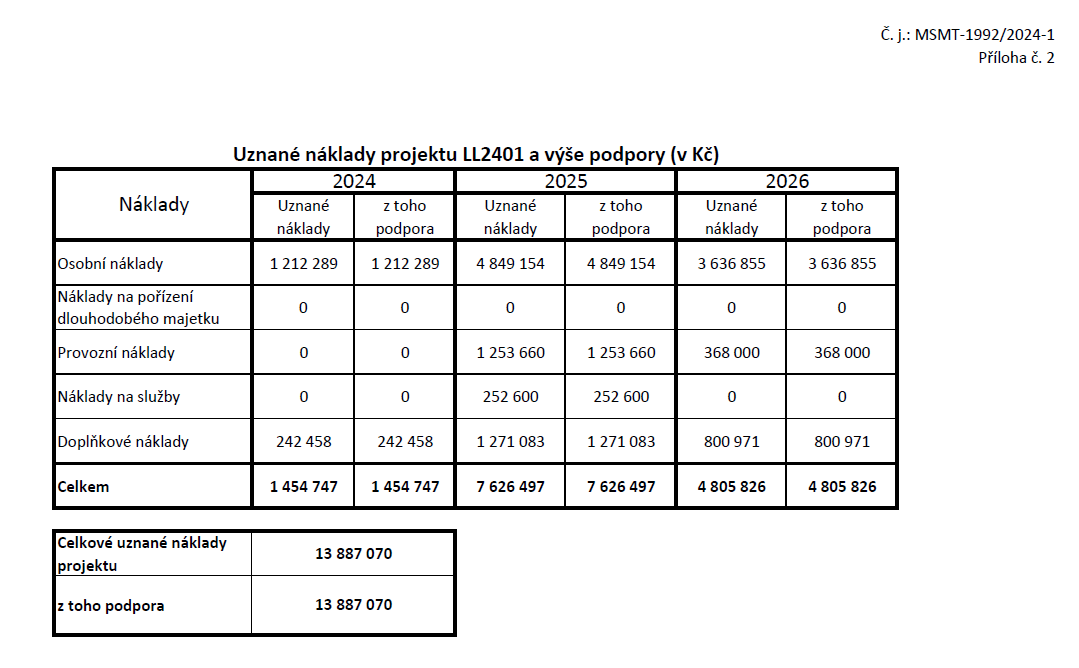 Č. j.: MSMT-1992/2024-1
Příloha č. 2
Uznané náklady projektu LL2401 a výše podpory (v Kč)
Náklady 2024 2025 2026
Uznané náklady z toho podpora Uznané náklady z toho podpora Uznané náklady z toho podpora
Osobní náklady 1 212 289 1 212 289 4 849 154 4 849 154 3 636 855 3 636 855
Náklady na pořízení
dlouhodobého majetku 0 0 0 0 0 0
Provozní náklady 0 0 1 253 660 1 253 660 368 000 368 000
Náklady na služby 0 0 252 600 252 600 0 0
Doplňkové náklady 242 458 242 458 1 271 083 1 271 083 800 971 800 971
Celkem 1 454 747 1 454 747 7 626 497 7 626 497 4 805 826 4 805 826
Celkové uznané náklady
projektu 13 887 070
z toho podpora 13 887 070